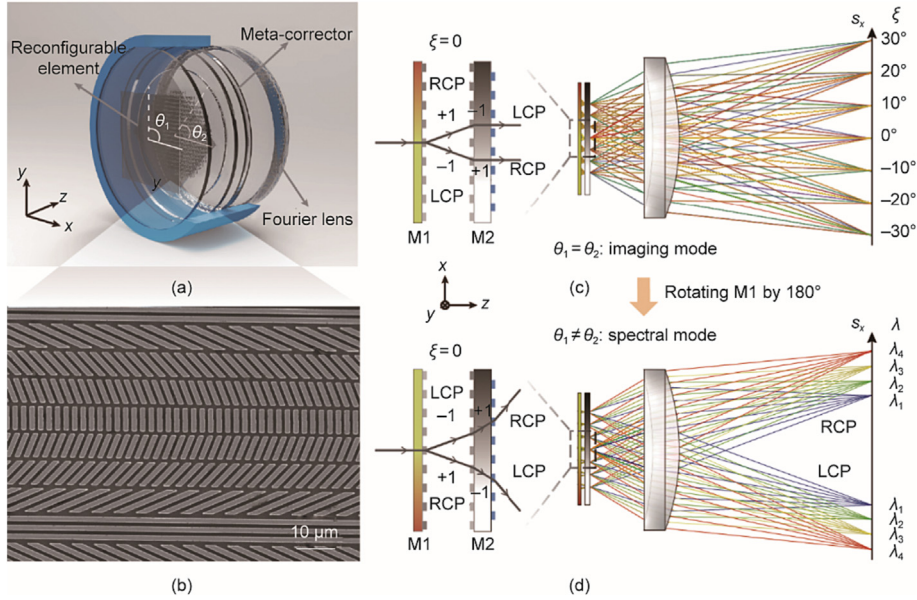 Reconfigurable
element
Meta-corrector
θ₁
θ₂
y
y
z
x
Fourier lens
(a)
10 μm
(b)
ξ = 0
RCP
+1
−1
LCP
−1
+1
LCP
RCP
M1
M2
sₓ
ξ
30°
20°
10°
0°
−10°
−20°
−30°
θ₁ = θ₂: imaging mode
(c)
x
y
z
Rotating M1 by 180°
θ₁ ≠ θ₂: spectral mode
ξ = 0
LCP
−1
+1
RCP
+1
−1
RCP
LCP
M1
M2
sₓ
λ
λ₄
λ₃
λ₂
λ₁
RCP
LCP
λ₁
λ₂
λ₃
λ₄
(d)